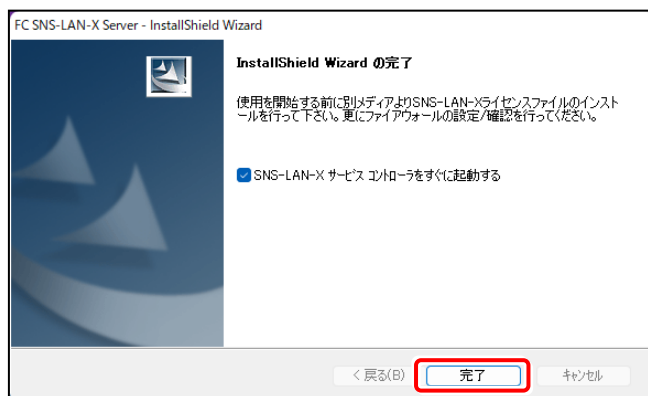 FC SNS-LAN-X Server - InstallShield Wizard
InstallShield Wizard の完了
使用を開始する前に別メディアよりSNS-LAN-Xライセンスファイルのインスト
ールを行って下さい。更にファイアウォールの設定/確認を行ってください。
SNS-LAN-X サービス コントローラをすぐに起動する
< 戻る(B)
完了
キャンセル